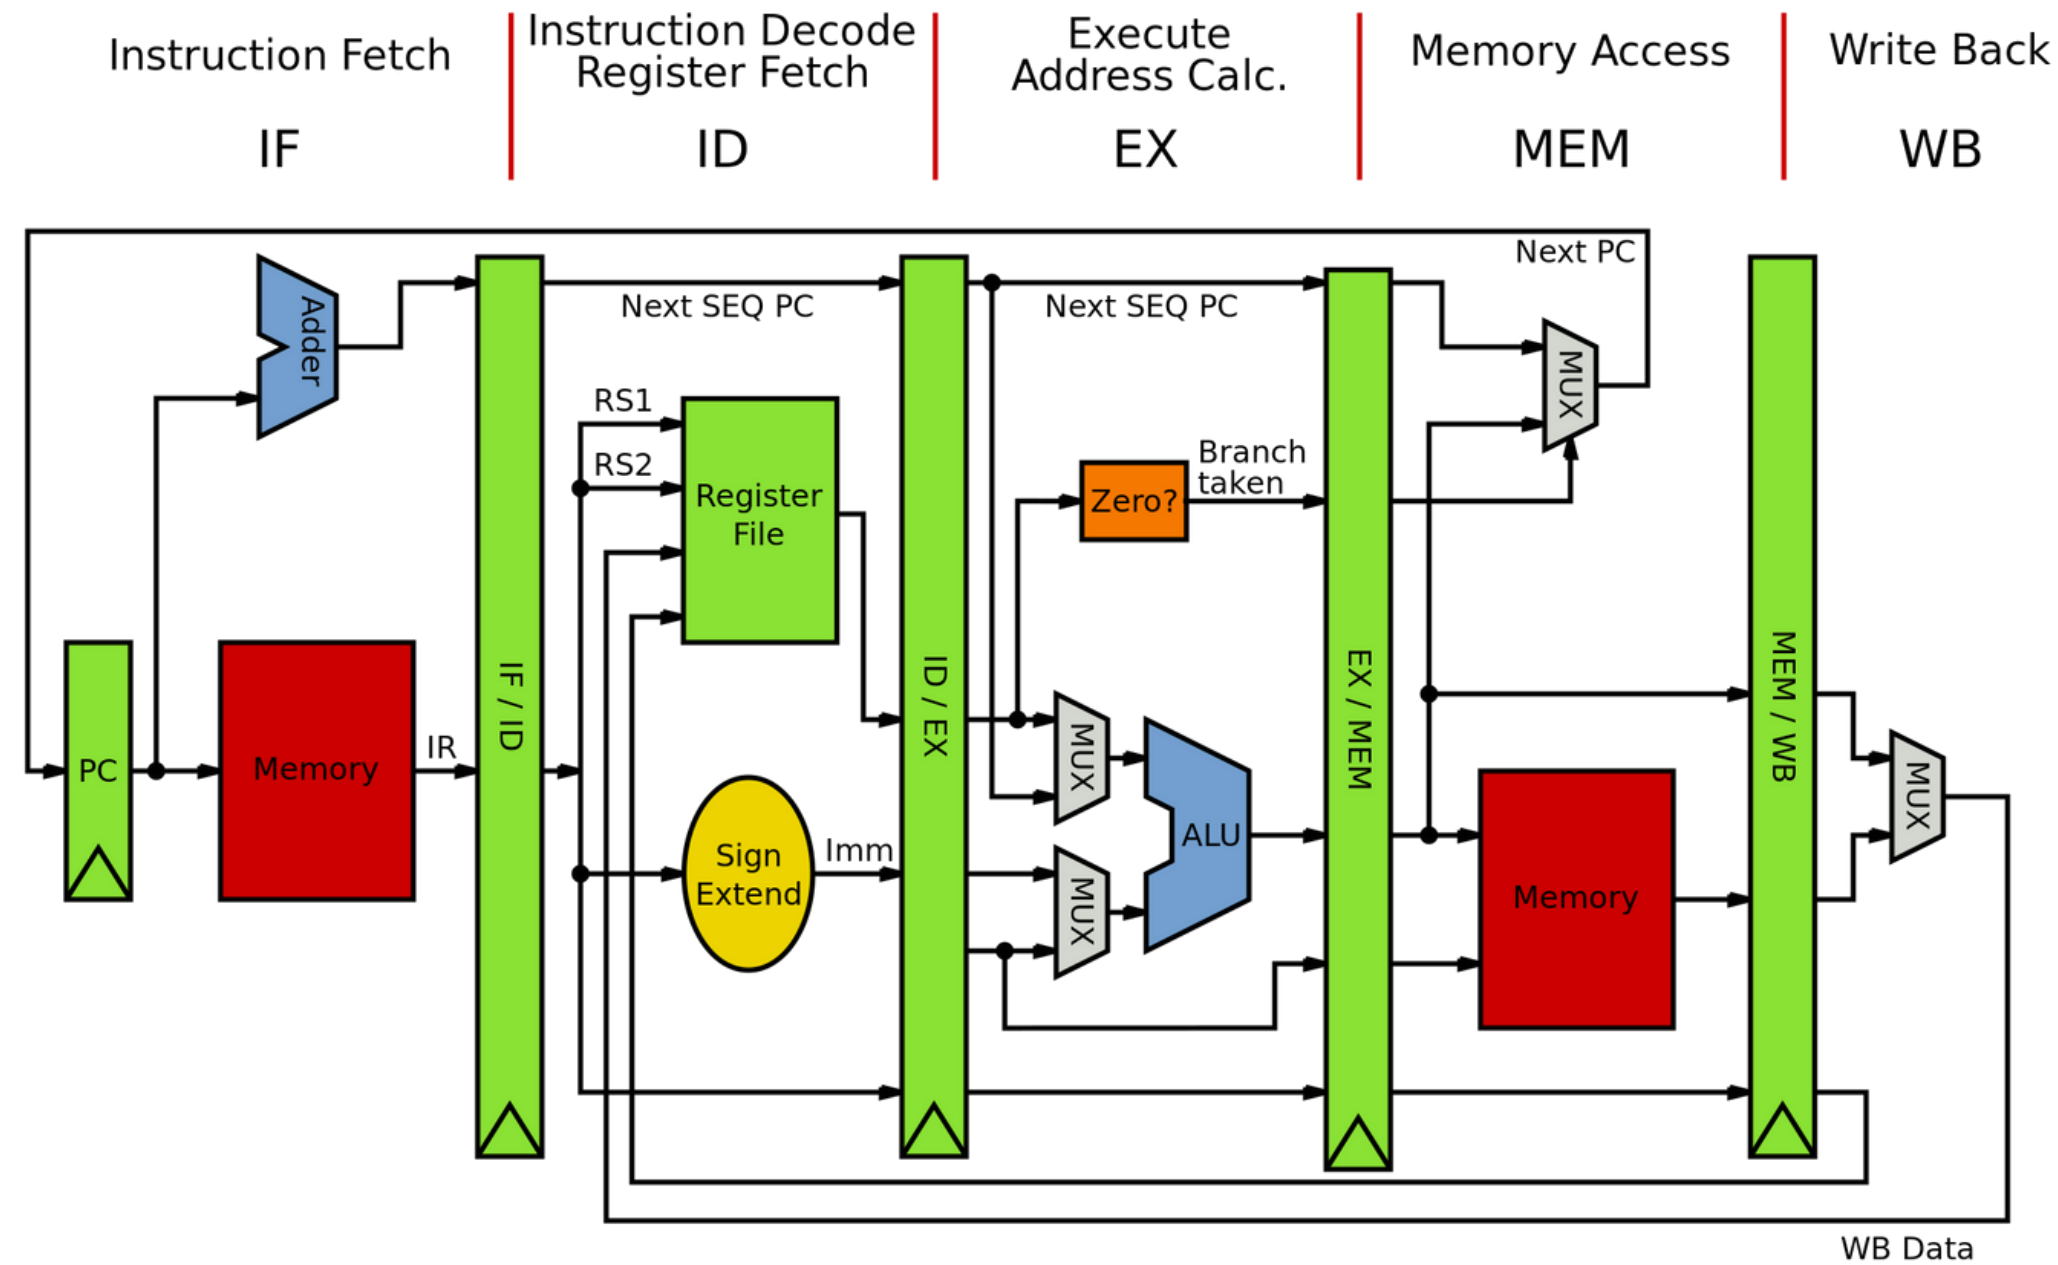 Instruction Fetch
Instruction Decode
Register Fetch
Execute
Address Calc.
Memory Access
Write Back
IF
ID
EX
MEM
WB
Next PC
Adder
Next SEQ PC
Next SEQ PC
MUX
RS1
RS2
Register
File
Zero?
Branch
taken
PC
Memory
IR
IF / ID
Sign
Extend
Imm
ID / EX
MUX
MUX
ALU
EX / MEM
Memory
MEM / WB
MUX
WB Data